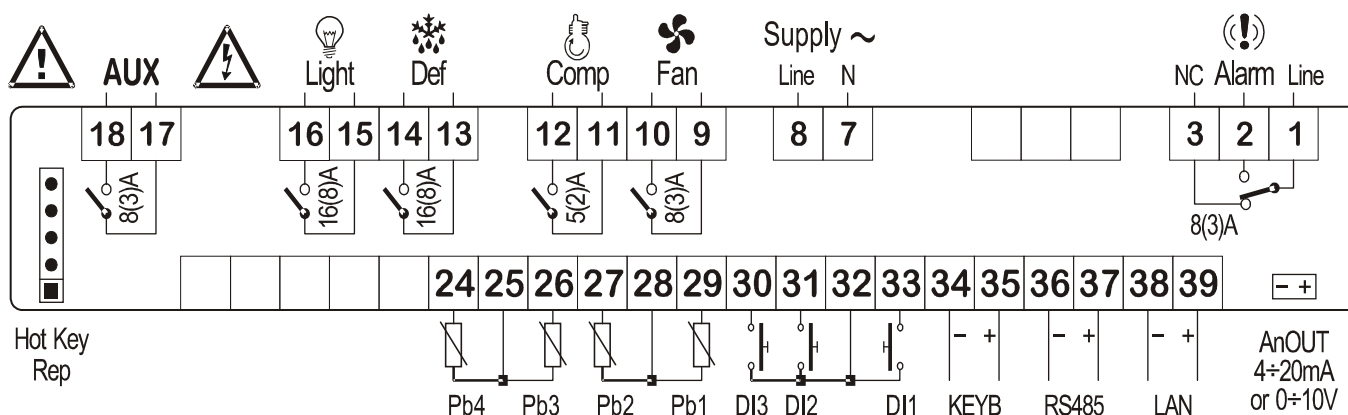 Supply ~
AUX Light Def Comp Fan Line N NC Alarm Line
18 17 16 15 14 13 12 11 10 9 8 7 3 2 1
8(3)A 16(8)A 16(8)A 5(2)A 8(3)A 8(3)A
24 25 26 27 28 29 30 31 32 33 34 35 36 37 38 39 - +
Hot Key
Rep
- + - + - +
Pb4 Pb3 Pb2 Pb1 DI3 DI2 DI1 KEYB RS485 LAN
AnOUT
4÷20mA
or 0÷10V